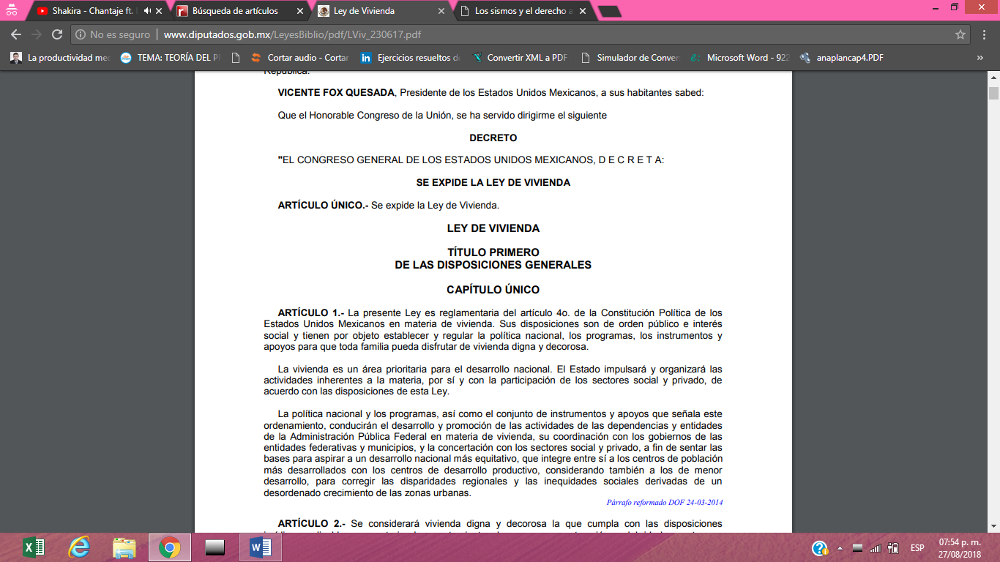 Shakira - Chantaje ft.
Búsqueda de artículos
Ley de Vivienda
Los sismos y el derecho a
No es seguro
www.diputados.gob.mx/LeyesBiblio/pdf/LViv_230617.pdf
La productividad mec
TEMA: TEORÍA DEL P
Cortar audio - Cortar
Ejercicios resueltos d
Convertir XML a PDF
Simulador de Conver
Microsoft Word - 922
anaplancap4.PDF
»
República.
VICENTE FOX QUESADA, Presidente de los Estados Unidos Mexicanos, a sus habitantes sabed:
Que el Honorable Congreso de la Unión, se ha servido dirigirme el siguiente
DECRETO
"EL CONGRESO GENERAL DE LOS ESTADOS UNIDOS MEXICANOS, D E C R E T A:
SE EXPIDE LA LEY DE VIVIENDA
ARTÍCULO ÚNICO.- Se expide la Ley de Vivienda.
LEY DE VIVIENDA
TÍTULO PRIMERO
DE LAS DISPOSICIONES GENERALES
CAPÍTULO ÚNICO
ARTÍCULO 1.- La presente Ley es reglamentaria del artículo 4o. de la Constitución Política de los
Estados Unidos Mexicanos en materia de vivienda. Sus disposiciones son de orden público e interés
social y tienen por objeto establecer y regular la política nacional, los programas, los instrumentos y
apoyos para que toda familia pueda disfrutar de vivienda digna y decorosa.
La vivienda es un área prioritaria para el desarrollo nacional. El Estado impulsará y organizará las
actividades inherentes a la materia, por sí y con la participación de los sectores social y privado, de
acuerdo con las disposiciones de esta Ley.
La política nacional y los programas, así como el conjunto de instrumentos y apoyos que señala este
ordenamiento, conducirán el desarrollo y promoción de las actividades de las dependencias y entidades
de la Administración Pública Federal en materia de vivienda, su coordinación con los gobiernos de las
entidades federativas y municipios, y la concertación con los sectores social y privado, a fin de sentar las
bases para aspirar a un desarrollo nacional más equitativo, que integre entre sí a los centros de población
más desarrollados con los centros de desarrollo productivo, considerando también a los de menor
desarrollo, para corregir las disparidades regionales y las inequidades sociales derivadas de un
desordenado crecimiento de las zonas urbanas.
Párrafo reformado DOF 24-03-2014
ARTÍCULO 2.- Se considerará vivienda digna y decorosa la que cumpla con las disposiciones
ESP
07:54 p. m.
27/08/2018